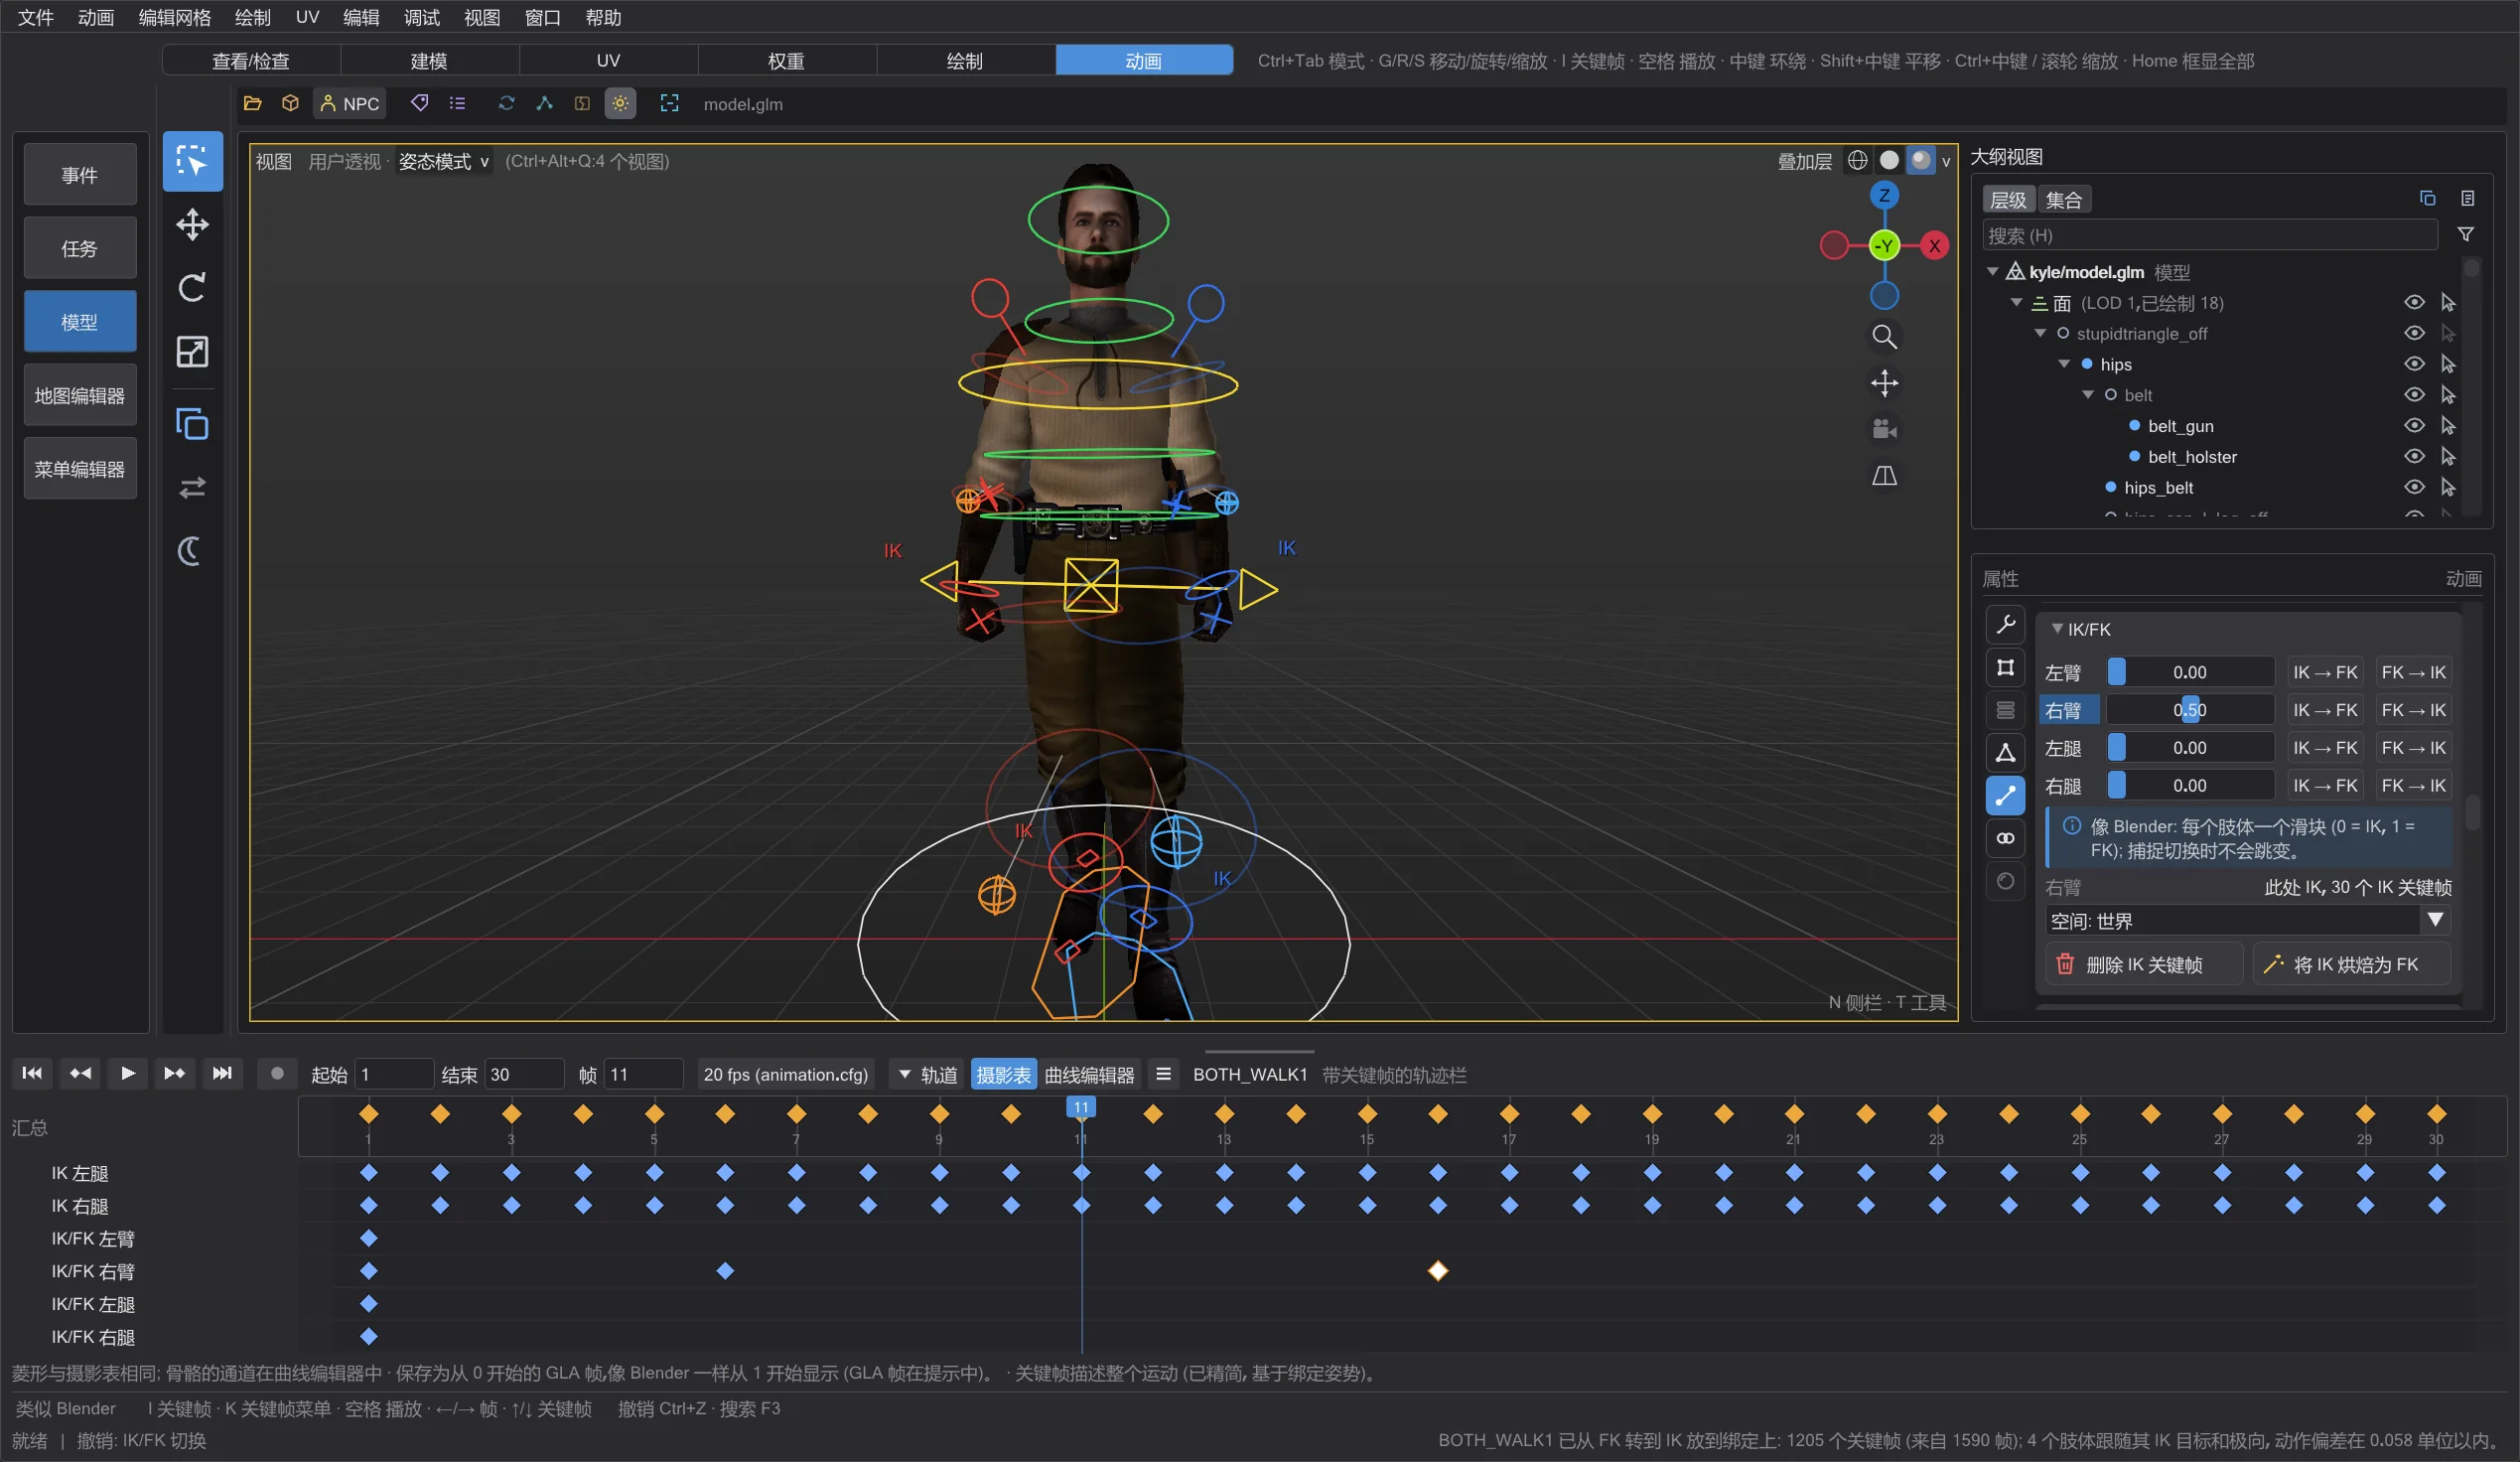 文件 动画 编辑网格 绘制 UV 编辑 调试 视图 窗口 帮助
查看/检查 建模 UV 权重 绘制 动画 Ctrl+Tab 模式 · G/R/S 移动/旋转/缩放 · I 关键帧 · 空格 播放 · 中键 环绕 · Shift+中键 平移 · Ctrl+中键 / 滚轮 缩放 · Home 框显全部
NPC model.glm
事件
任务
模型
地图编辑器
菜单编辑器
视图 用户透视 · 姿态模式 v (Ctrl+Alt+Q:4 个视图)
叠加层 v
Z
-Y X
IK IK
IK
IK
N 侧栏 · T 工具
大纲视图
层级 集合
搜索 (H)
kyle/model.glm 模型
面 (LOD 1,已绘制 18)
stupidtriangle_off
hips
belt
belt_gun
belt_holster
hips_belt
属性 动画
IK/FK
左臂 0.00 IK→FK FK→IK
右臂 0.50 IK→FK FK→IK
左腿 0.00 IK→FK FK→IK
右腿 0.00 IK→FK FK→IK
像 Blender: 每个肢体一个滑块 (0 = IK, 1 =
FK); 捕捉切换时不会跳变。
右臂 此处 IK, 30 个 IK 关键帧
空间: 世界
删除 IK 关键帧 将 IK 烘焙为 FK
起始 1 结束 30 帧 11 20 fps (animation.cfg) 轨道 摄影表 曲线编辑器 BOTH_WALK1 带关键帧的轨迹栏
11
汇总
1 3 5 7 9 11 13 15 17 19 21 23 25 27 29 30
IK 左腿
IK 右腿
IK/FK 左臂
IK/FK 右臂
IK/FK 左腿
IK/FK 右腿
菱形与摄影表相同; 骨骼的通道在曲线编辑器中 · 保存为从 0 开始的 GLA 帧,像 Blender 一样从 1 开始显示 (GLA 帧在提示中)。 · 关键帧描述整个运动 (已精简, 基于绑定姿势)。
类似 Blender I 关键帧 · K 关键帧菜单 · 空格 播放 · ←/→ 帧 · ↑/↓ 关键帧 撤销 Ctrl+Z · 搜索 F3
就绪 | 撤销: IK/FK 切换 BOTH_WALK1 已从 FK 转到 IK 放到绑定上: 1205 个关键帧 (来自 1590 帧); 4 个肢体跟随其 IK 目标和极向, 动作偏差在 0.058 单位以内。